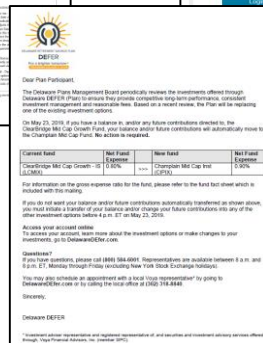 DEFER
Dear Plan Participant,
The Delaware Plans Management Board periodically reviews the investments offered through
Delaware DEFER (Plan) to ensure they provide competitive long-term performance, consistent
investment management and reasonable fees. Based on a recent review, the Plan will be replacing
one of the existing investment options.
On May 23, 2019, if you have a balance in, and/or any future contributions directed to, the
ClearBridge Mid Cap Growth Fund, your balance and/or future contributions will automatically move to
the Champlain Mid Cap Fund. No action is required.
Current fund Net Fund Expense New fund Net Fund Expense
ClearBridge Mid Cap Growth - IS (LCMIX) 0.80% >>> Champlain Mid Cap Inst (CIPIX) 0.90%
For information on the gross expense ratio for the fund, please refer to the fund fact sheet which is
included with this mailing.
If you do not want your balance and/or future contributions automatically transferred as shown above,
you must initiate a transfer of your balance and/or change your future contributions into any of the
other investment options before 4 p.m. ET on May 23, 2019.
Access your account online
To access your account, learn more about the investment options or make changes to your
investments, go to DelawareDefer.com.
Questions?
If you have questions, please call Representatives are available between 8 a.m. and
8 p.m. ET, Monday through Friday (excluding New York Stock Exchange holidays).
You may also schedule an appointment with a local Voya representative* by going to
DelawareDefer.com or by calling the local office at
Sincerely,
Delaware DEFER
* Investment adviser representative and registered representative of, and securities and investment advisory services offered
through, Voya Financial Advisors, Inc. (member SIPC).